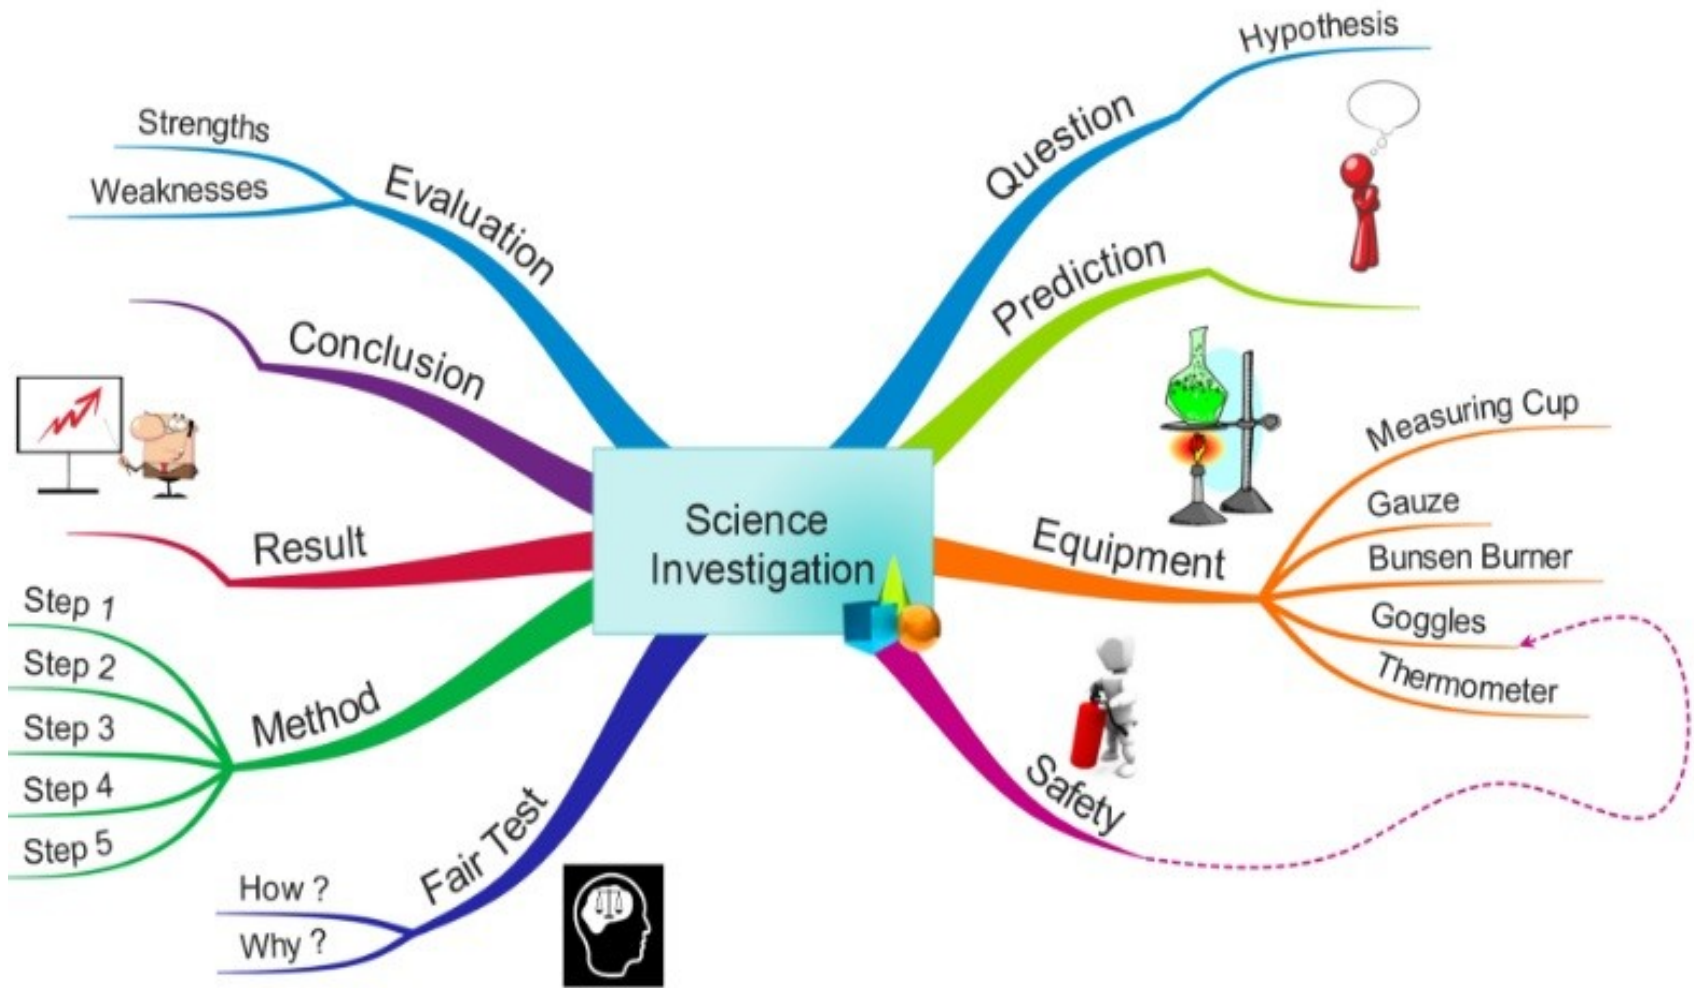 Science
Investigation
Question
Hypothesis
Prediction
Equipment
Measuring Cup
Gauze
Bunsen Burner
Goggles
Thermometer
Safety
Fair Test
How ?
Why ?
Method
Step 1
Step 2
Step 3
Step 4
Step 5
Result
Conclusion
Evaluation
Strengths
Weaknesses